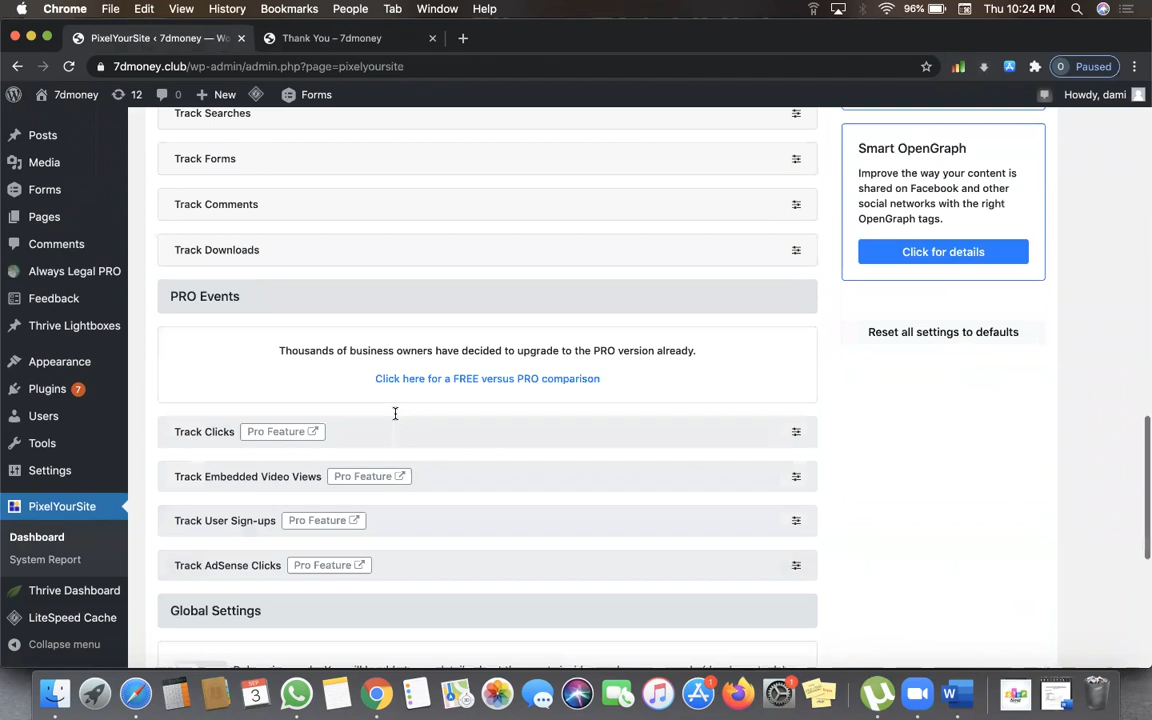 Chrome File Edit View History Bookmarks People Tab Window Help
96% Thu 10:24 PM
PixelYourSite ‹ 7dmoney — Wo
Thank You – 7dmoney
7dmoney.club/wp-admin/admin.php?page=pixelyoursite
O Paused
7dmoney 12 0 New Forms
Howdy, dami
Posts
Media
Forms
Pages
Comments
Always Legal PRO
Feedback
Thrive Lightboxes
Appearance
Plugins 7
Users
Tools
Settings
PixelYourSite
Dashboard
System Report
Thrive Dashboard
LiteSpeed Cache
Collapse menu
Track Searches
Track Forms
Track Comments
Track Downloads
PRO Events
Thousands of business owners have decided to upgrade to the PRO version already.
Click here for a FREE versus PRO comparison
Track Clicks Pro Feature
Track Embedded Video Views Pro Feature
Track User Sign-ups Pro Feature
Track AdSense Clicks Pro Feature
Global Settings
Smart OpenGraph
Improve the way your content is
shared on Facebook and other
social networks with the right
OpenGraph tags.
Click for details
Reset all settings to defaults
SEP
3
1
1
W